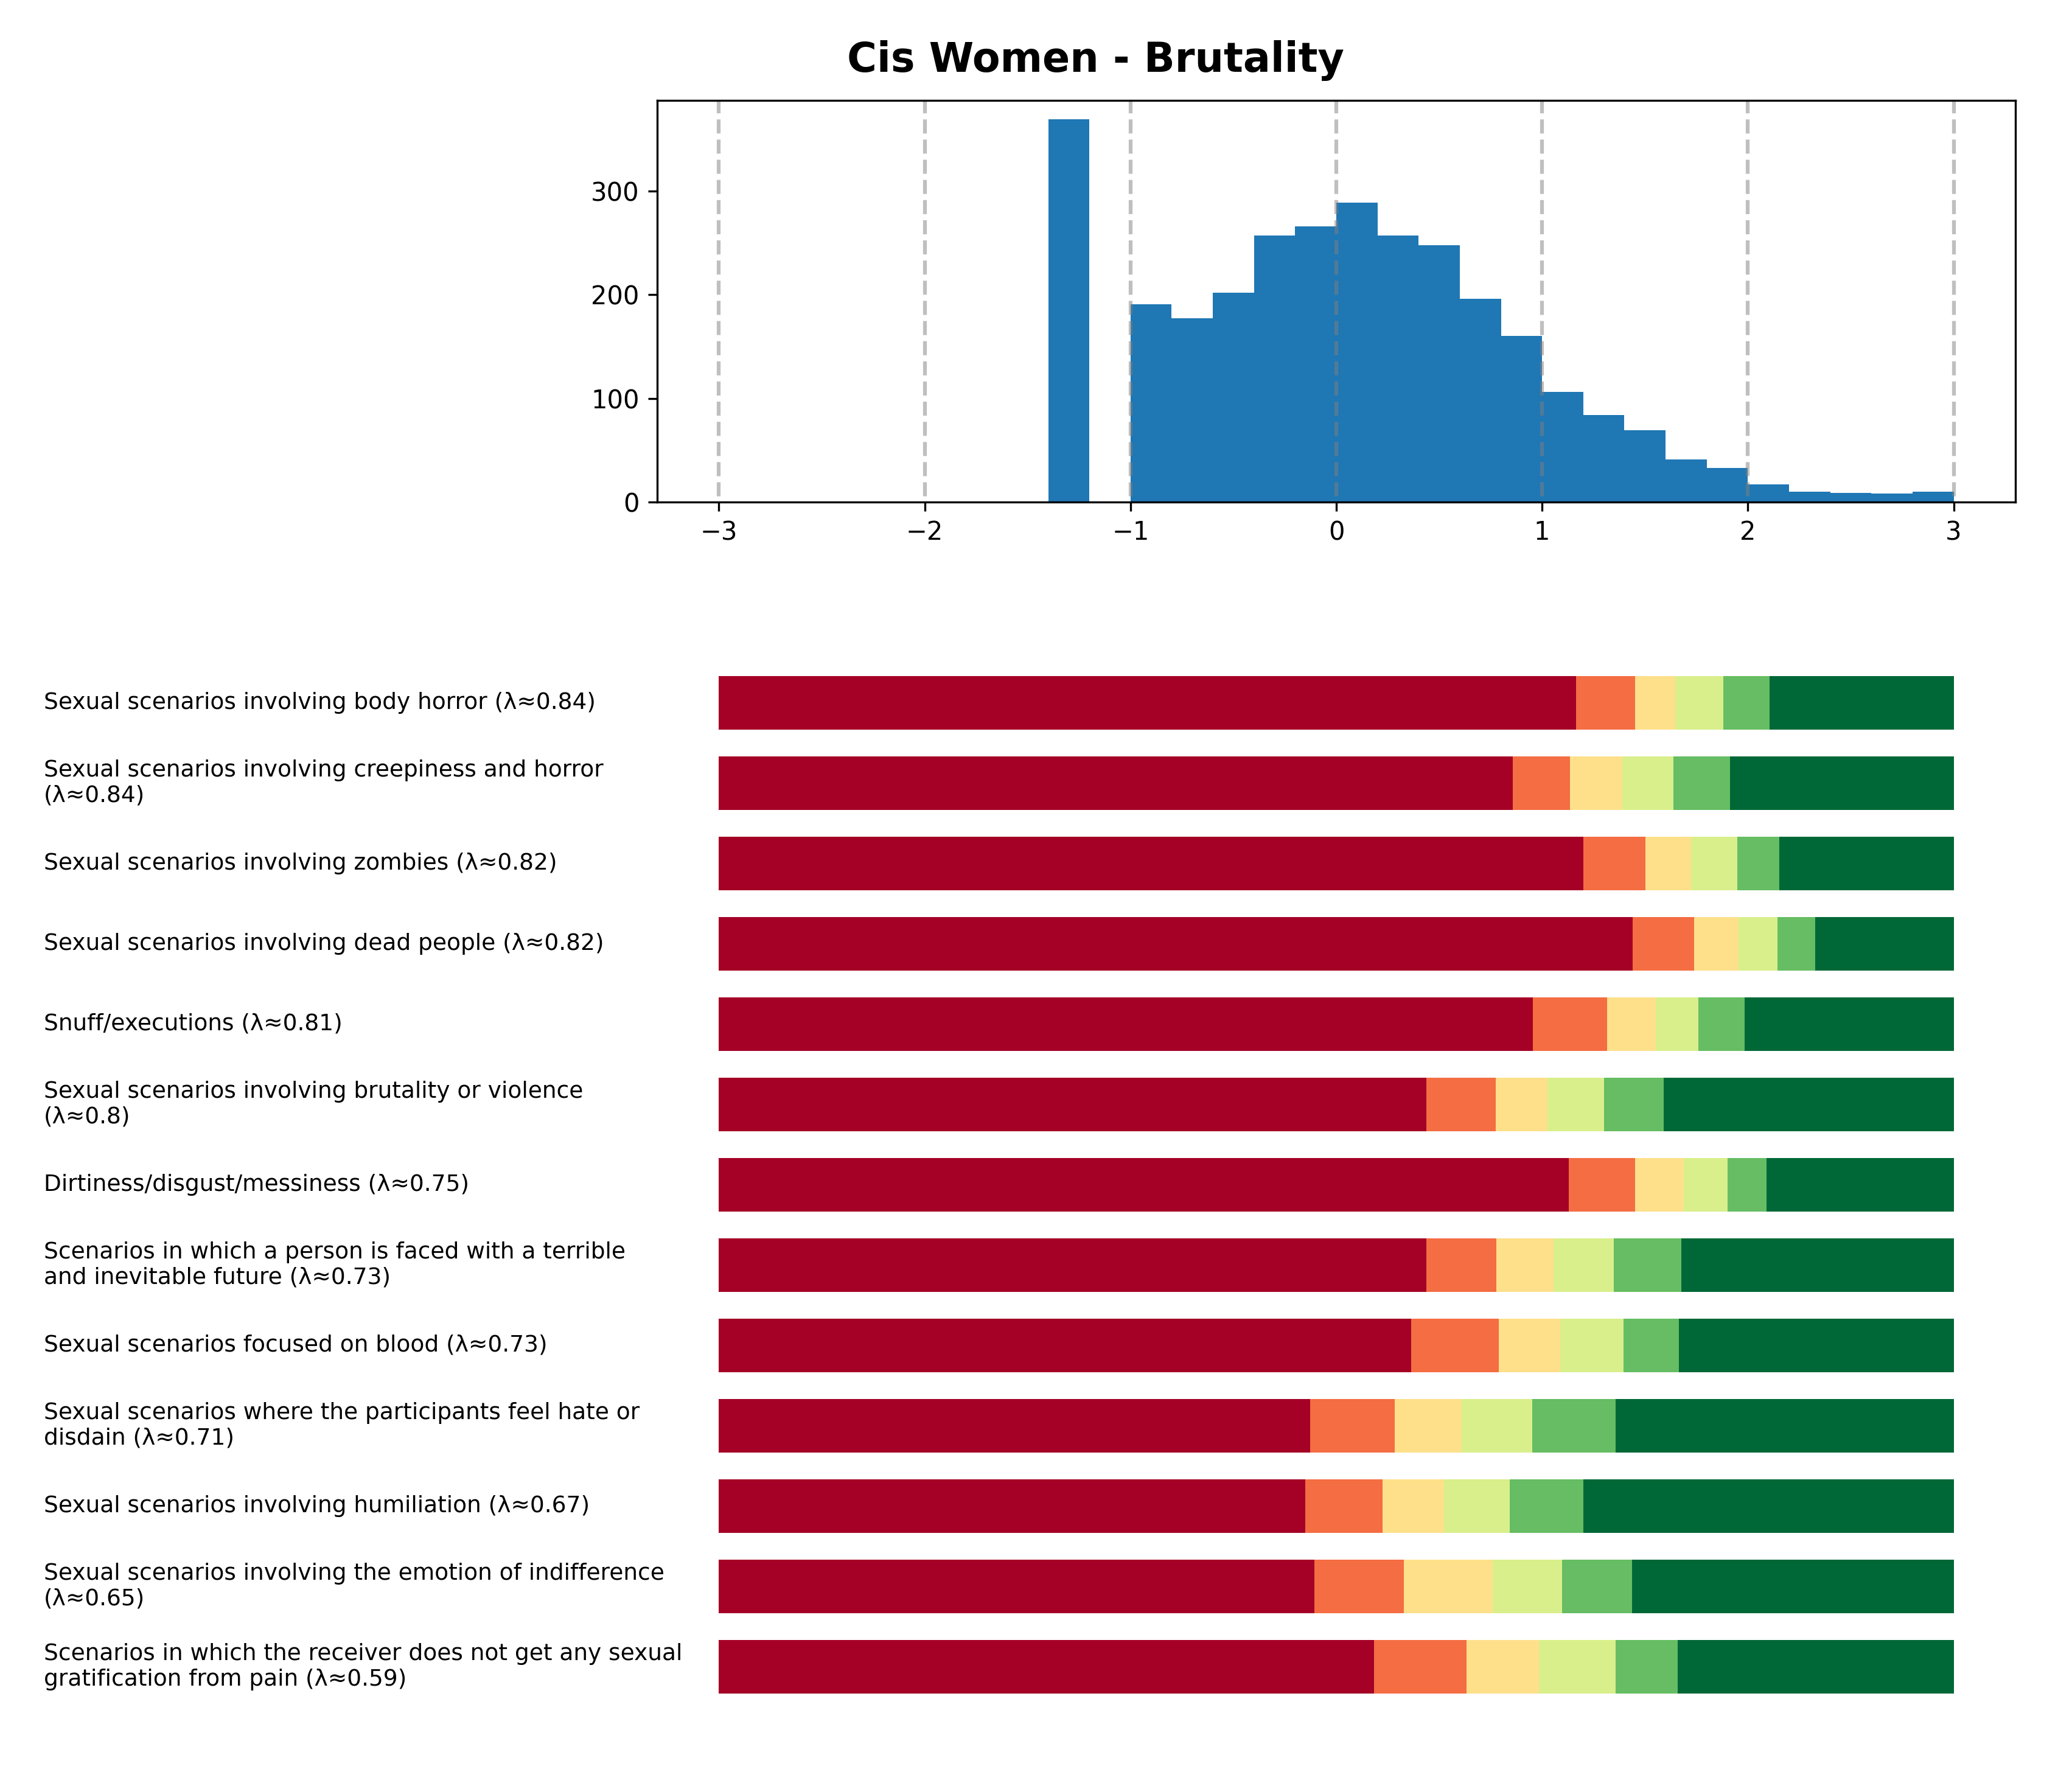 Cis Women - Brutality
300
200
100
0
−3 −2 −1 0 1 2 3
Sexual scenarios involving body horror (λ≈0.84)
Sexual scenarios involving creepiness and horror
(λ≈0.84)
Sexual scenarios involving zombies (λ≈0.82)
Sexual scenarios involving dead people (λ≈0.82)
Snuff/executions (λ≈0.81)
Sexual scenarios involving brutality or violence
(λ≈0.8)
Dirtiness/disgust/messiness (λ≈0.75)
Scenarios in which a person is faced with a terrible
and inevitable future (λ≈0.73)
Sexual scenarios focused on blood (λ≈0.73)
Sexual scenarios where the participants feel hate or
disdain (λ≈0.71)
Sexual scenarios involving humiliation (λ≈0.67)
Sexual scenarios involving the emotion of indifference
(λ≈0.65)
Scenarios in which the receiver does not get any sexual
gratification from pain (λ≈0.59)